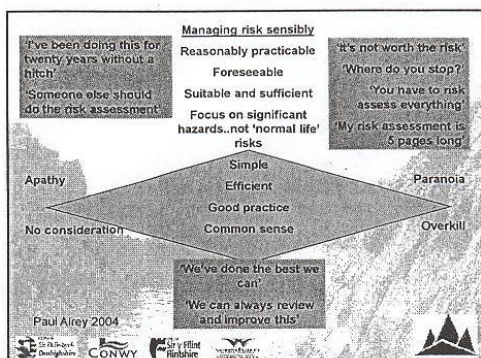 Managing risk sensibly
'I've been doing this for
twenty years without a
hitch'
'Someone else should
do the risk assessment'
Reasonably practicable
Foreseeable
Suitable and sufficient
Focus on significant
hazards..not 'normal life'
risks
'It's not worth the risk'
'Where do you stop?'
'You have to risk
assess everything'
'My risk assessment is
5 pages long'
Apathy
No consideration
Simple
Efficient
Good practice
Common sense
Paranoia
Overkill
'We've done the best we
can'
'We can always review
and improve this'
Paul Airey 2004
Denbighshire
CONWY
Sir y Fflint
Flintshire